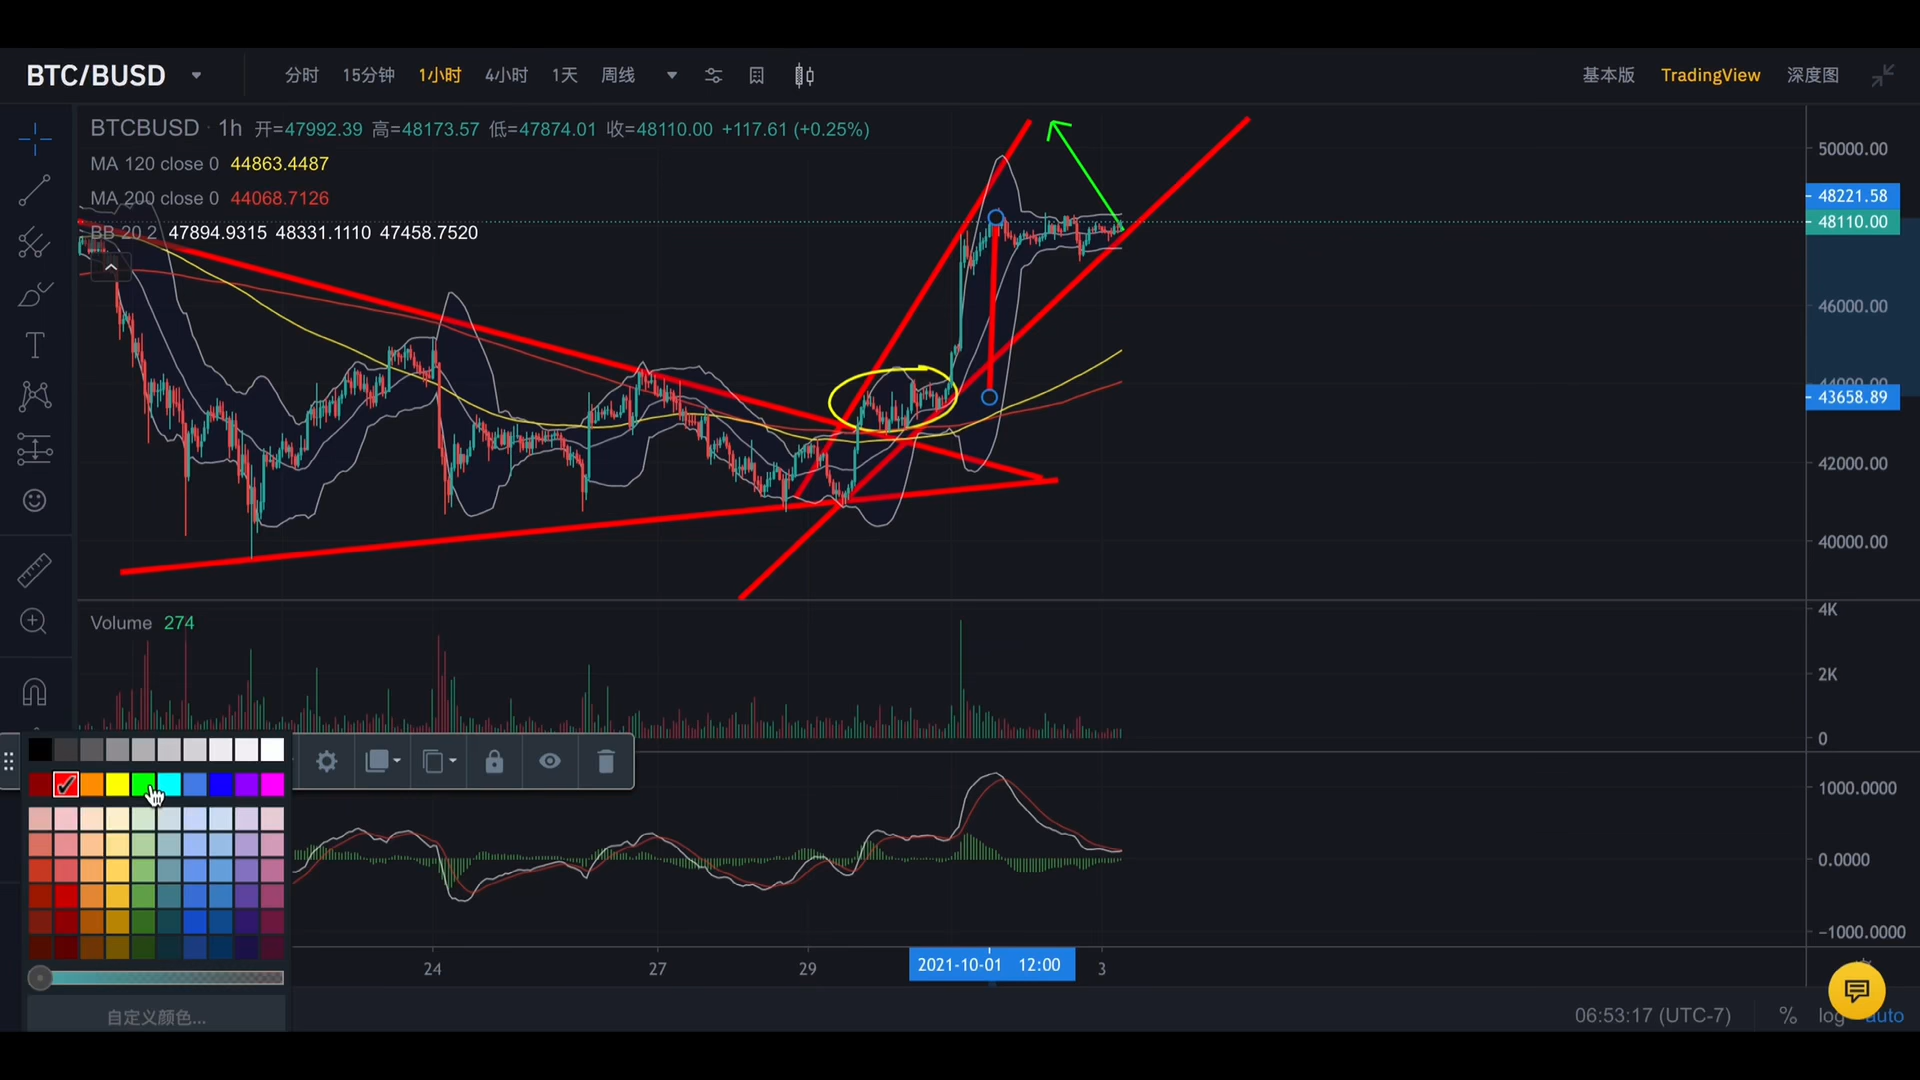 BTC/BUSD 分时 15分钟 1小时 4小时 1天 周线 基本版 TradingView 深度图
BTCBUSD · 1h 开=47992.39 高=48173.57 低=47874.01 收=48110.00 +117.61 (+0.25%)
MA 120 close 0 44863.4487
MA 200 close 0 44068.7126
BB 20 2 47894.9315 48331.1110 47458.7520
50000.00
48221.58
48110.00
46000.00
44000.00
43658.89
42000.00
40000.00
Volume 274
4K
2K
0
1000.0000
0.0000
−1000.0000
24 27 29 2021-10-01 12:00 3
自定义颜色...
06:53:17 (UTC-7) % log auto